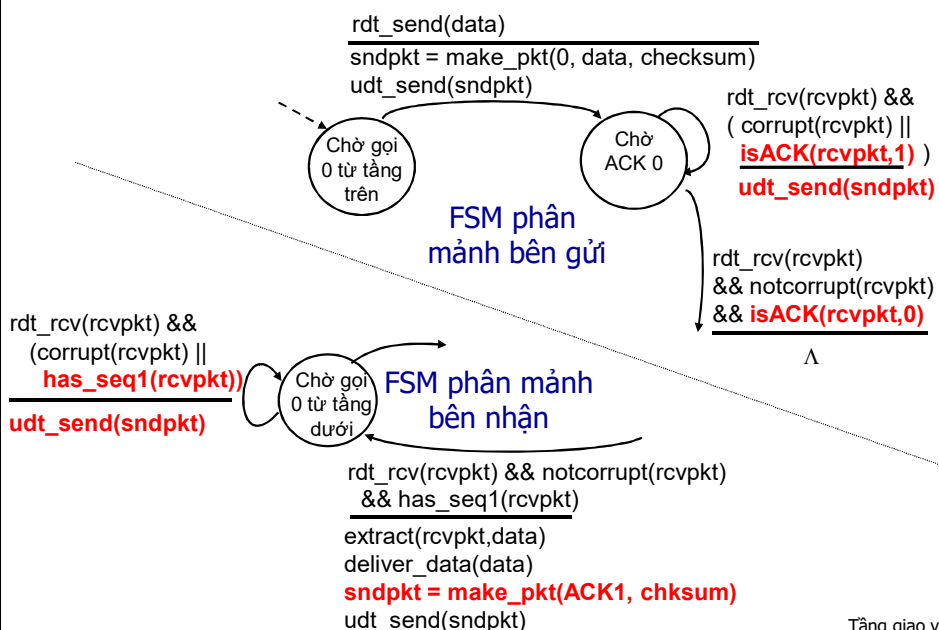 rdt_send(data)
sndpkt = make_pkt(0, data, checksum)
udt_send(sndpkt)
Chờ gọi
0 từ tầng
trên
Chờ
ACK 0
rdt_rcv(rcvpkt) &&
( corrupt(rcvpkt) ||
isACK(rcvpkt,1) )
udt_send(sndpkt)
FSM phân
mảnh bên gửi
rdt_rcv(rcvpkt)
&& notcorrupt(rcvpkt)
&& isACK(rcvpkt,0)
Λ
rdt_rcv(rcvpkt) &&
(corrupt(rcvpkt) ||
has_seq1(rcvpkt))
udt_send(sndpkt)
Chờ gọi
0 từ tầng
dưới
FSM phân mảnh
bên nhận
rdt_rcv(rcvpkt) && notcorrupt(rcvpkt)
&& has_seq1(rcvpkt)
extract(rcvpkt,data)
deliver_data(data)
sndpkt = make_pkt(ACK1, chksum)
udt_send(sndpkt)
Tầng giao v